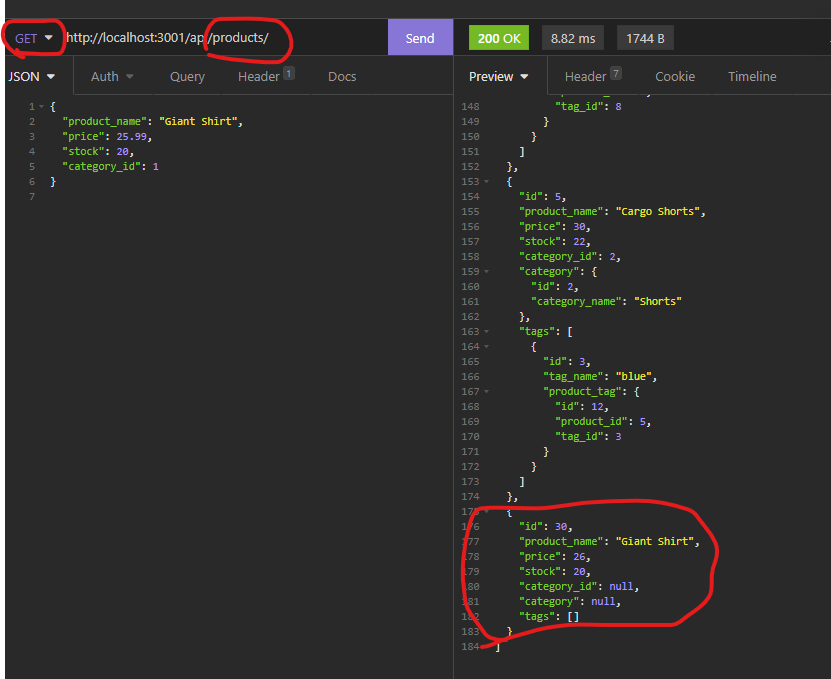 GET http://localhost:3001/api/products/ Send 200 OK 8.82 ms 1744 B
JSON Auth Query Header 1 Docs Preview Header 7 Cookie Timeline
1 {
2 "product_name": "Giant Shirt",
3 "price": 25.99,
4 "stock": 20,
5 "category_id": 1
6 }
7
148 "tag_id": 8
149 }
150 }
151 ]
152 },
153 {
154 "id": 5,
155 "product_name": "Cargo Shorts",
156 "price": 30,
157 "stock": 22,
158 "category_id": 2,
159 "category": {
160 "id": 2,
161 "category_name": "Shorts"
162 },
163 "tags": [
164 {
165 "id": 3,
166 "tag_name": "blue",
167 "product_tag": {
168 "id": 12,
169 "product_id": 5,
170 "tag_id": 3
171 }
172 }
173 ]
174 },
175 {
176 "id": 30,
177 "product_name": "Giant Shirt",
178 "price": 26,
179 "stock": 20,
180 "category_id": null,
181 "category": null,
182 "tags": []
183 }
184 ]